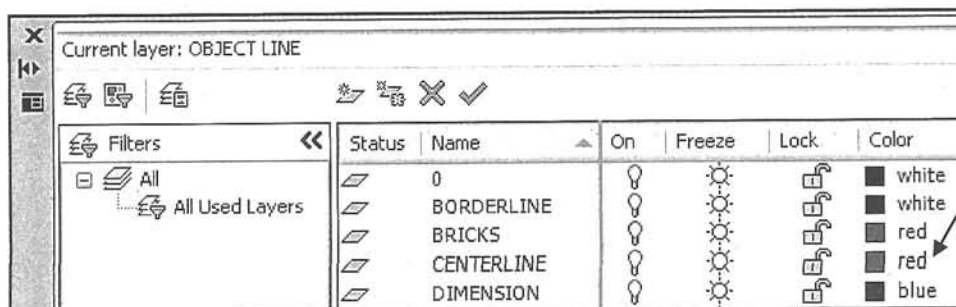 Current layer: OBJECT LINE
Filters
All
All Used Layers
Status Name On Freeze Lock Color
0 white
BORDERLINE white
BRICKS red
CENTERLINE red
DIMENSION blue